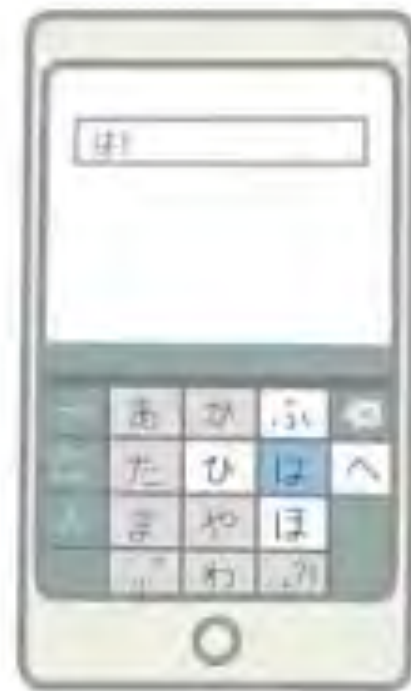 は
あ か ふ
た ひ は へ
ま や ほ
わ 、。?!